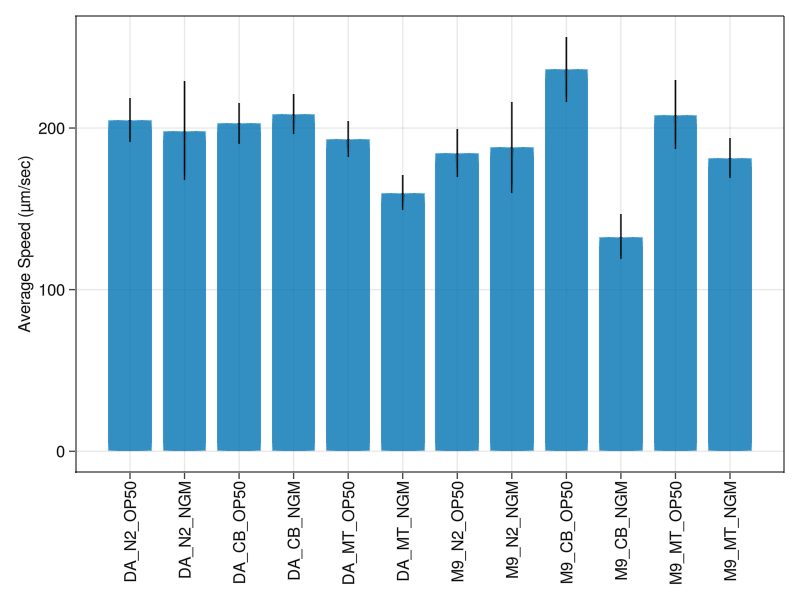 Average Speed (µm/sec)
200
100
0
DA_N2_OP50
DA_N2_NGM
DA_CB_OP50
DA_CB_NGM
DA_MT_OP50
DA_MT_NGM
M9_N2_OP50
M9_N2_NGM
M9_CB_OP50
M9_CB_NGM
M9_MT_OP50
M9_MT_NGM